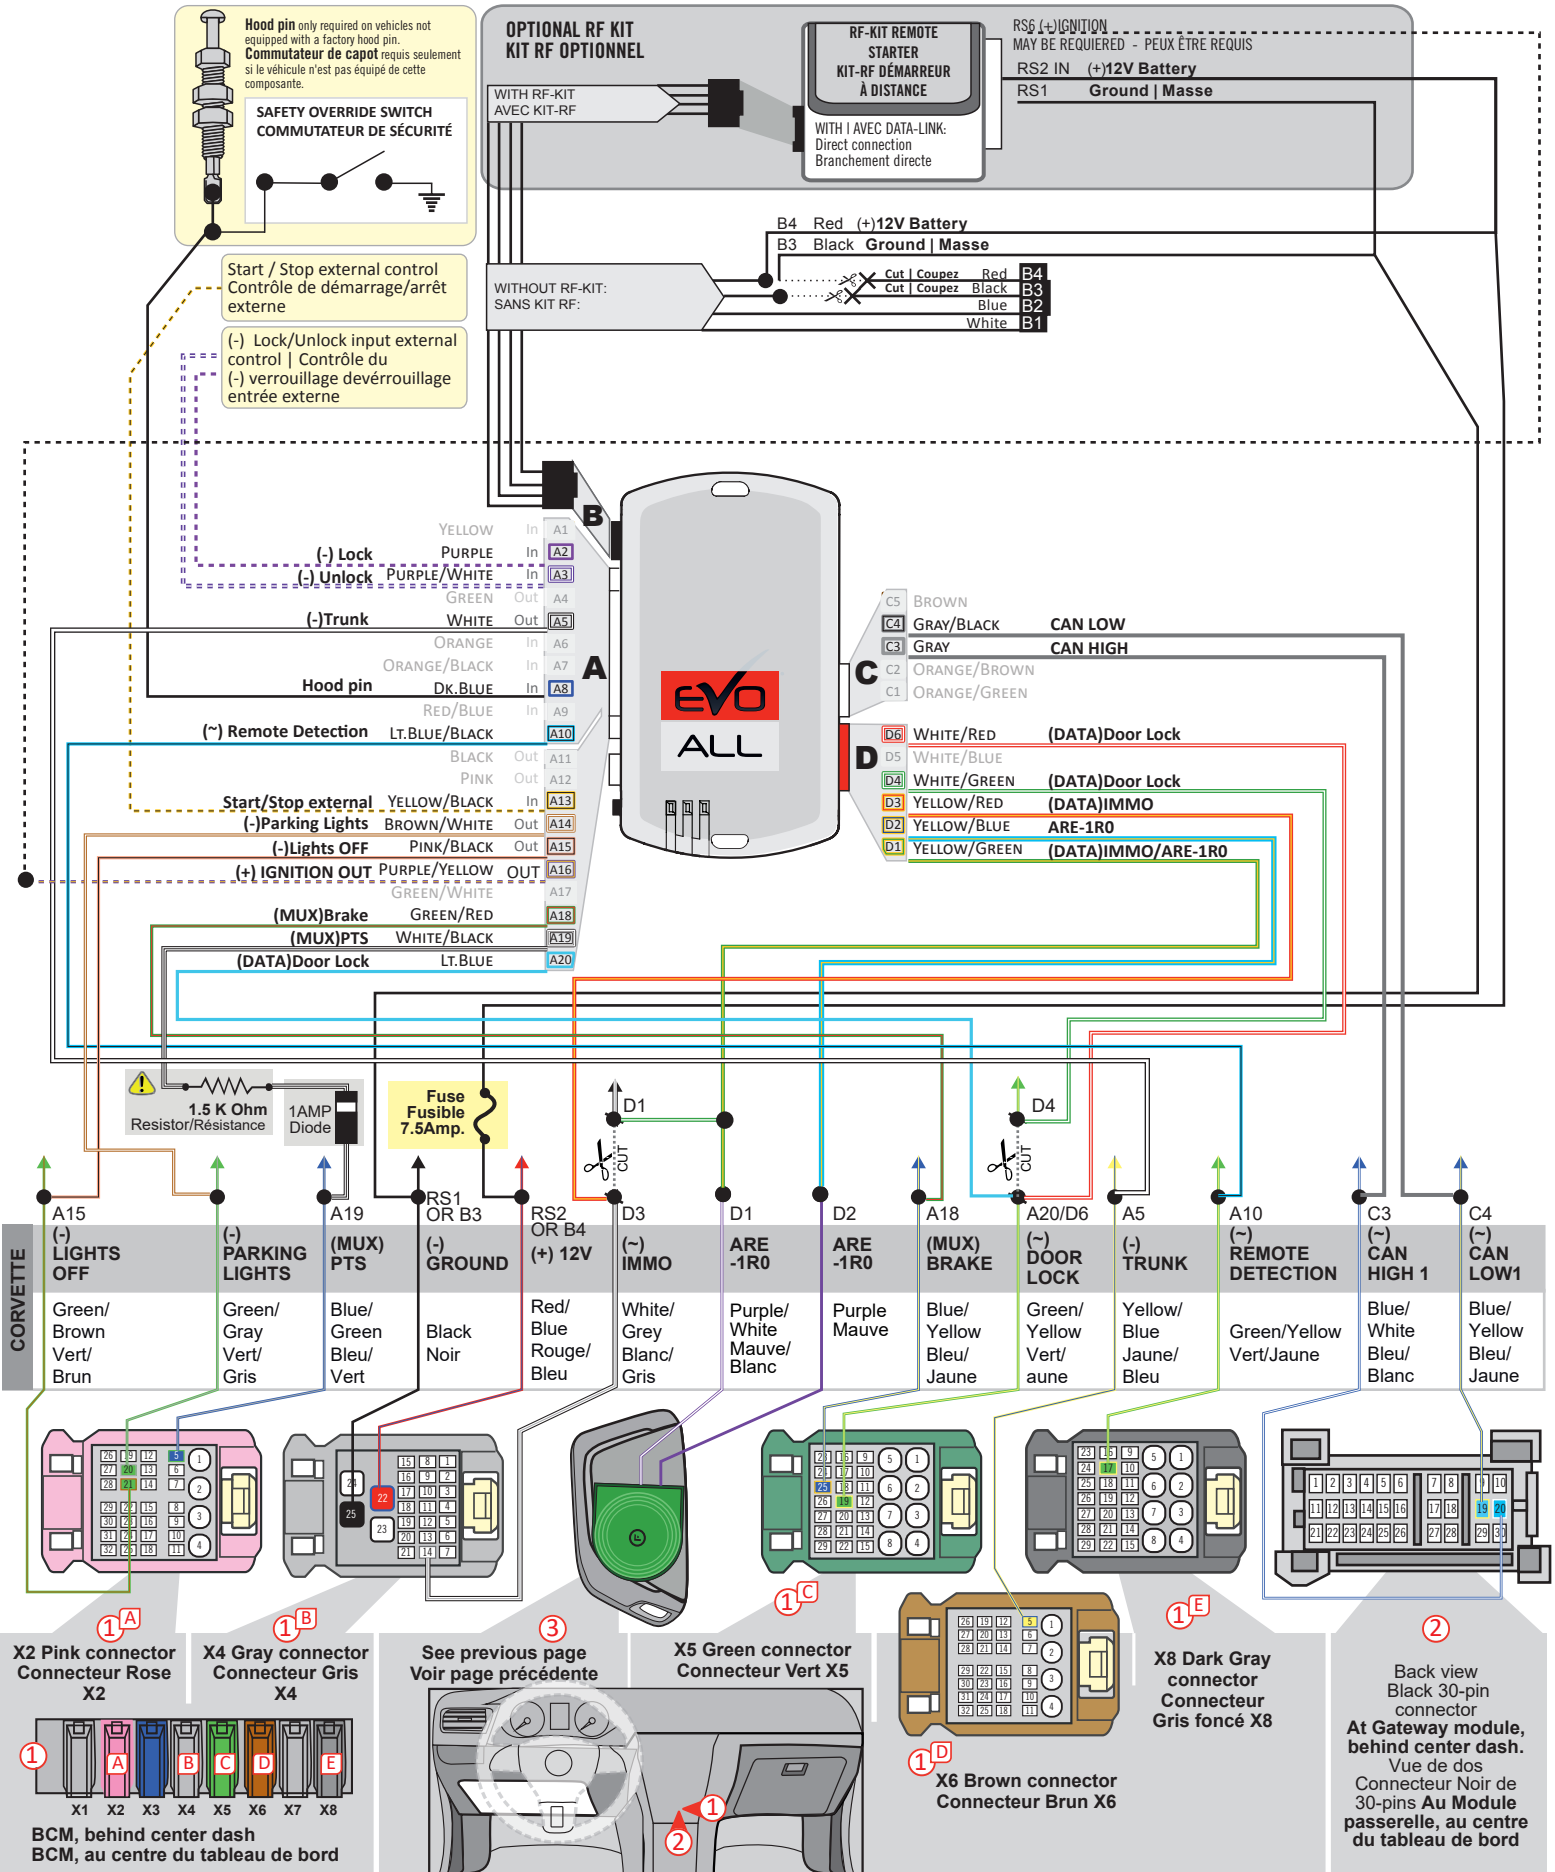 Hood pin only required on vehicles not
equipped with a factory hood pin.
Commutateur de capot requis seulement
si le véhicule n'est pas équipé de cette
composante.
SAFETY OVERRIDE SWITCH
COMMUTATEUR DE SÉCURITÉ
OPTIONAL RF KIT
KIT RF OPTIONNEL
WITH RF-KIT
AVEC KIT-RF
RF-KIT REMOTE
STARTER
KIT-RF DÉMARREUR
À DISTANCE
WITH | AVEC DATA-LINK:
Direct connection
Branchement directe
RS6 (+)IGNITION
MAY BE REQUIERED - PEUX ÊTRE REQUIS
RS2 IN (+)12V Battery
RS1 Ground | Masse
B4 Red (+)12V Battery
B3 Black Ground | Masse
Start / Stop external control
Contrôle de démarrage/arrêt
externe
(-) Lock/Unlock input external
control | Contrôle du
(-) verrouillage devérrouillage
entrée externe
WITHOUT RF-KIT:
SANS KIT RF:
Cut | Coupez Red B4
Cut | Coupez Black B3
Blue B2
White B1
B
YELLOW In A1
(-) Lock PURPLE In A2
(-) Unlock PURPLE/WHITE In A3
GREEN Out A4
(-)Trunk WHITE Out A5
ORANGE In A6
ORANGE/BLACK In A7
Hood pin DK.BLUE In A8
RED/BLUE In A9
(~) Remote Detection LT.BLUE/BLACK A10
BLACK Out A11
PINK Out A12
Start/Stop external YELLOW/BLACK In A13
(-)Parking Lights BROWN/WHITE Out A14
(-)Lights OFF PINK/BLACK Out A15
(+) IGNITION OUT PURPLE/YELLOW OUT A16
GREEN/WHITE A17
(MUX)Brake GREEN/RED A18
(MUX)PTS WHITE/BLACK A19
(DATA)Door Lock LT.BLUE A20
A
EVO
ALL
C
C5 BROWN
C4 GRAY/BLACK CAN LOW
C3 GRAY CAN HIGH
C2 ORANGE/BROWN
C1 ORANGE/GREEN
D
D6 WHITE/RED (DATA)Door Lock
D5 WHITE/BLUE
D4 WHITE/GREEN (DATA)Door Lock
D3 YELLOW/RED (DATA)IMMO
D2 YELLOW/BLUE ARE-1R0
D1 YELLOW/GREEN (DATA)IMMO/ARE-1R0
1.5 K Ohm
Resistor/Résistance
1AMP
Diode
Fuse
Fusible
7.5Amp.
D1
CUT
D4
CUT
CORVETTE
A15
(-)
LIGHTS
OFF
Green/
Brown
Vert/
Brun
(-)
PARKING
LIGHTS
Green/
Gray
Vert/
Gris
A19
(MUX)
PTS
Blue/
Green
Bleu/
Vert
RS1
OR B3
(-)
GROUND
Black
Noir
RS2
OR B4
(+) 12V
Red/
Blue
Rouge/
Bleu
D3
(~)
IMMO
White/
Grey
Blanc/
Gris
D1
ARE
-1R0
Purple/
White
Mauve/
Blanc
D2
ARE
-1R0
Purple
Mauve
A18
(MUX)
BRAKE
Blue/
Yellow
Bleu/
Jaune
A20/D6
(~)
DOOR
LOCK
Green/
Yellow
Vert/
aune
A5
(-)
TRUNK
Yellow/
Blue
Jaune/
Bleu
A10
(~)
REMOTE
DETECTION
Green/Yellow
Vert/Jaune
C3
(~)
CAN
HIGH 1
Blue/
White
Bleu/
Blanc
C4
(~)
CAN
LOW1
Blue/
Yellow
Bleu/
Jaune
1 A
X2 Pink connector
Connecteur Rose
X2
1 B
X4 Gray connector
Connecteur Gris
X4
3
See previous page
Voir page précédente
1 C
X5 Green connector
Connecteur Vert X5
1 D
X6 Brown connector
Connecteur Brun X6
1 E
X8 Dark Gray
connector
Connecteur
Gris foncé X8
2
Back view
Black 30-pin
connector
At Gateway module,
behind center dash.
Vue de dos
Connecteur Noir de
30-pins Au Module
passerelle, au centre
du tableau de bord
1
A B C D E
X1 X2 X3 X4 X5 X6 X7 X8
BCM, behind center dash
BCM, au centre du tableau de bord
1
2